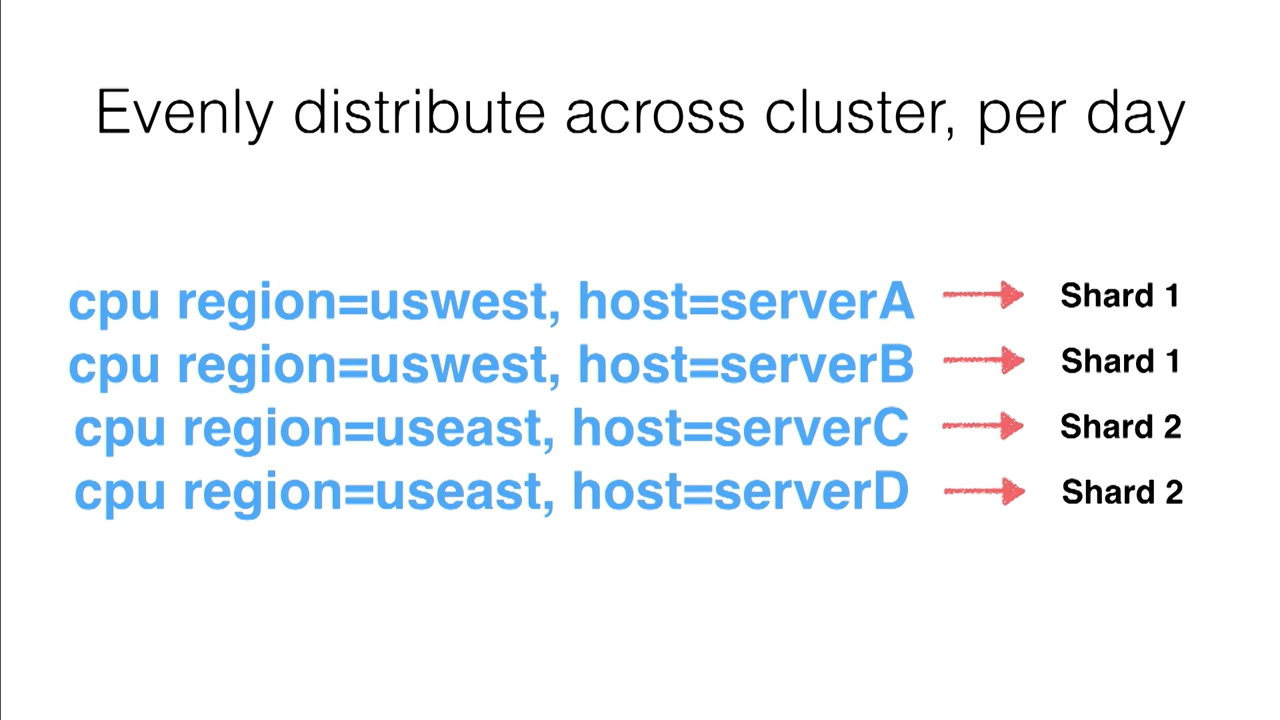 Evenly distribute across cluster, per day
cpu region=uswest, host=serverA Shard 1
cpu region=uswest, host=serverB Shard 1
cpu region=useast, host=serverC Shard 2
cpu region=useast, host=serverD Shard 2